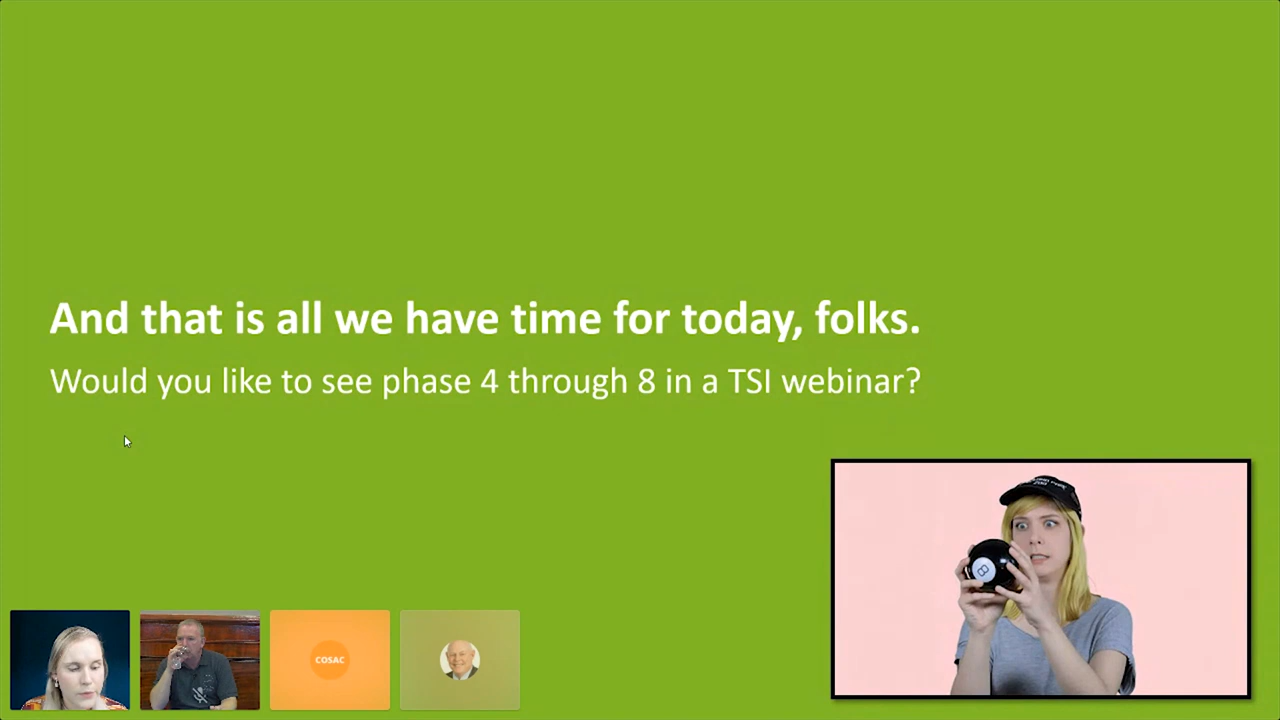 And that is all we have time for today, folks.
Would you like to see phase 4 through 8 in a TSI webinar?
8
COSAC